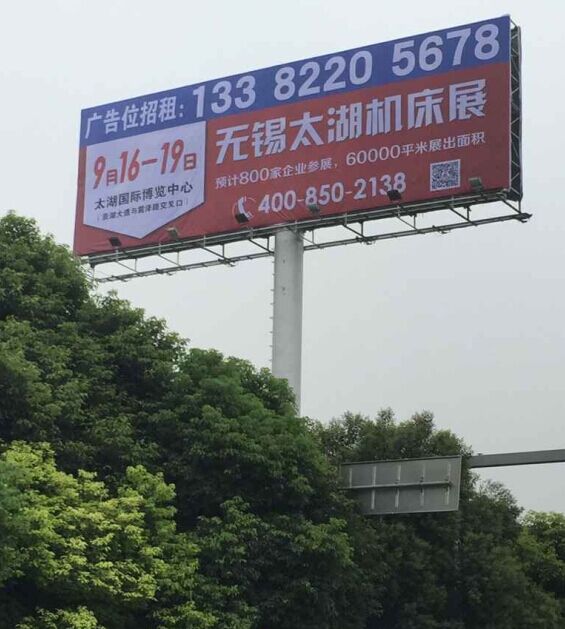 广告位招租: 133 8220 5678
9月16-19日
太湖国际博览中心
无锡太湖机床展
预计800家企业参展，60000平米展出面积
400-850-2138